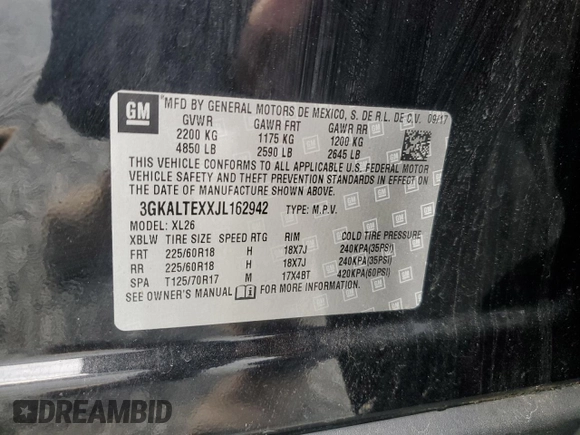 GM
MFD BY GENERAL MOTORS DE MEXICO, S. DE R.L. DE C.V. 09/17
GVWR GAWR FRT GAWR RR
2200 KG 1175 KG 1200 KG
4850 LB 2590 LB 2645 LB
THIS VEHICLE CONFORMS TO ALL APPLICABLE U.S. FEDERAL MOTOR
VEHICLE SAFETY AND THEFT PREVENTION STANDARDS IN EFFECT ON THE
DATE OF MANUFACTURE SHOWN ABOVE.
3GKALTEXXJL162942 TYPE: M.P.V.
MODEL: XL26
XBLW TIRE SIZE SPEED RTG RIM COLD TIRE PRESSURE
FRT 225/60R18 H 18X7J 240KPA(35PSI)
RR 225/60R18 H 18X7J 240KPA(35PSI)
SPA T125/70R17 M 17X4BT 420KPA(60PSI)
SEE OWNER'S MANUAL FOR MORE INFORMATION.
DREAMBID